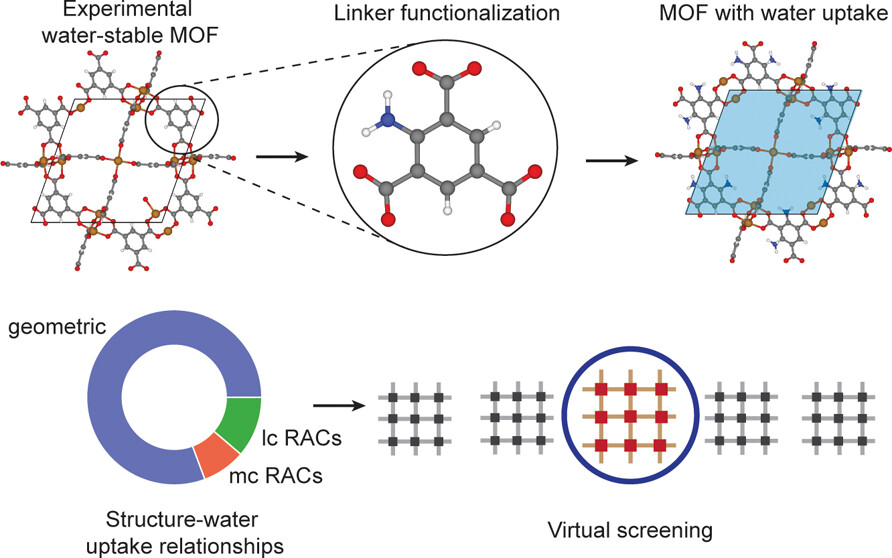 Experimental
water-stable MOF
Linker functionalization
MOF with water uptake
geometric
lc RACs
mc RACs
Structure-water
uptake relationships
Virtual screening